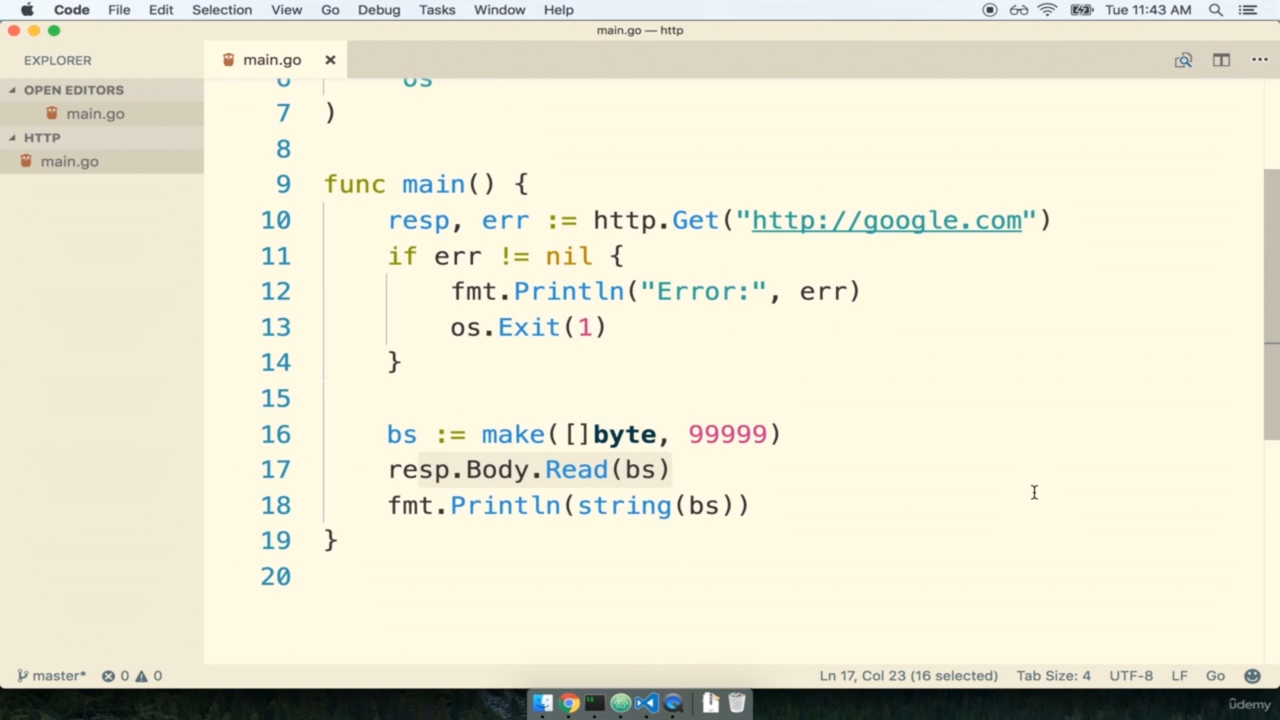 Code File Edit Selection View Go Debug Tasks Window Help Tue 11:43 AM
main.go — http
EXPLORER main.go
OPEN EDITORS
main.go
HTTP
main.go
6 os
7 )
8
9 func main() {
10 resp, err := http.Get("http://google.com")
11 if err != nil {
12 fmt.Println("Error:", err)
13 os.Exit(1)
14 }
15
16 bs := make([]byte, 99999)
17 resp.Body.Read(bs)
18 fmt.Println(string(bs))
19 }
20
master* 0 0 Ln 17, Col 23 (16 selected) Tab Size: 4 UTF-8 LF Go
udemy